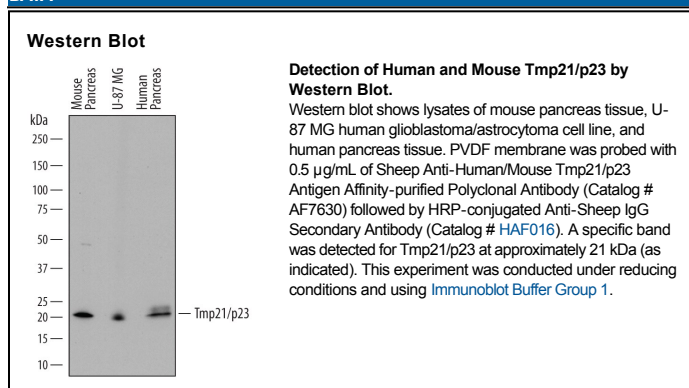 Western Blot
Mouse Pancreas
U-87 MG
Human Pancreas
kDa
250
150
100
75
50
37
25
20
15
10
Tmp21/p23
Detection of Human and Mouse Tmp21/p23 by
Western Blot.
Western blot shows lysates of mouse pancreas tissue, U-
87 MG human glioblastoma/astrocytoma cell line, and
human pancreas tissue. PVDF membrane was probed with
0.5 µg/mL of Sheep Anti-Human/Mouse Tmp21/p23
Antigen Affinity-purified Polyclonal Antibody (Catalog #
AF7630) followed by HRP-conjugated Anti-Sheep IgG
Secondary Antibody (Catalog # HAF016). A specific band
was detected for Tmp21/p23 at approximately 21 kDa (as
indicated). This experiment was conducted under reducing
conditions and using Immunoblot Buffer Group 1.